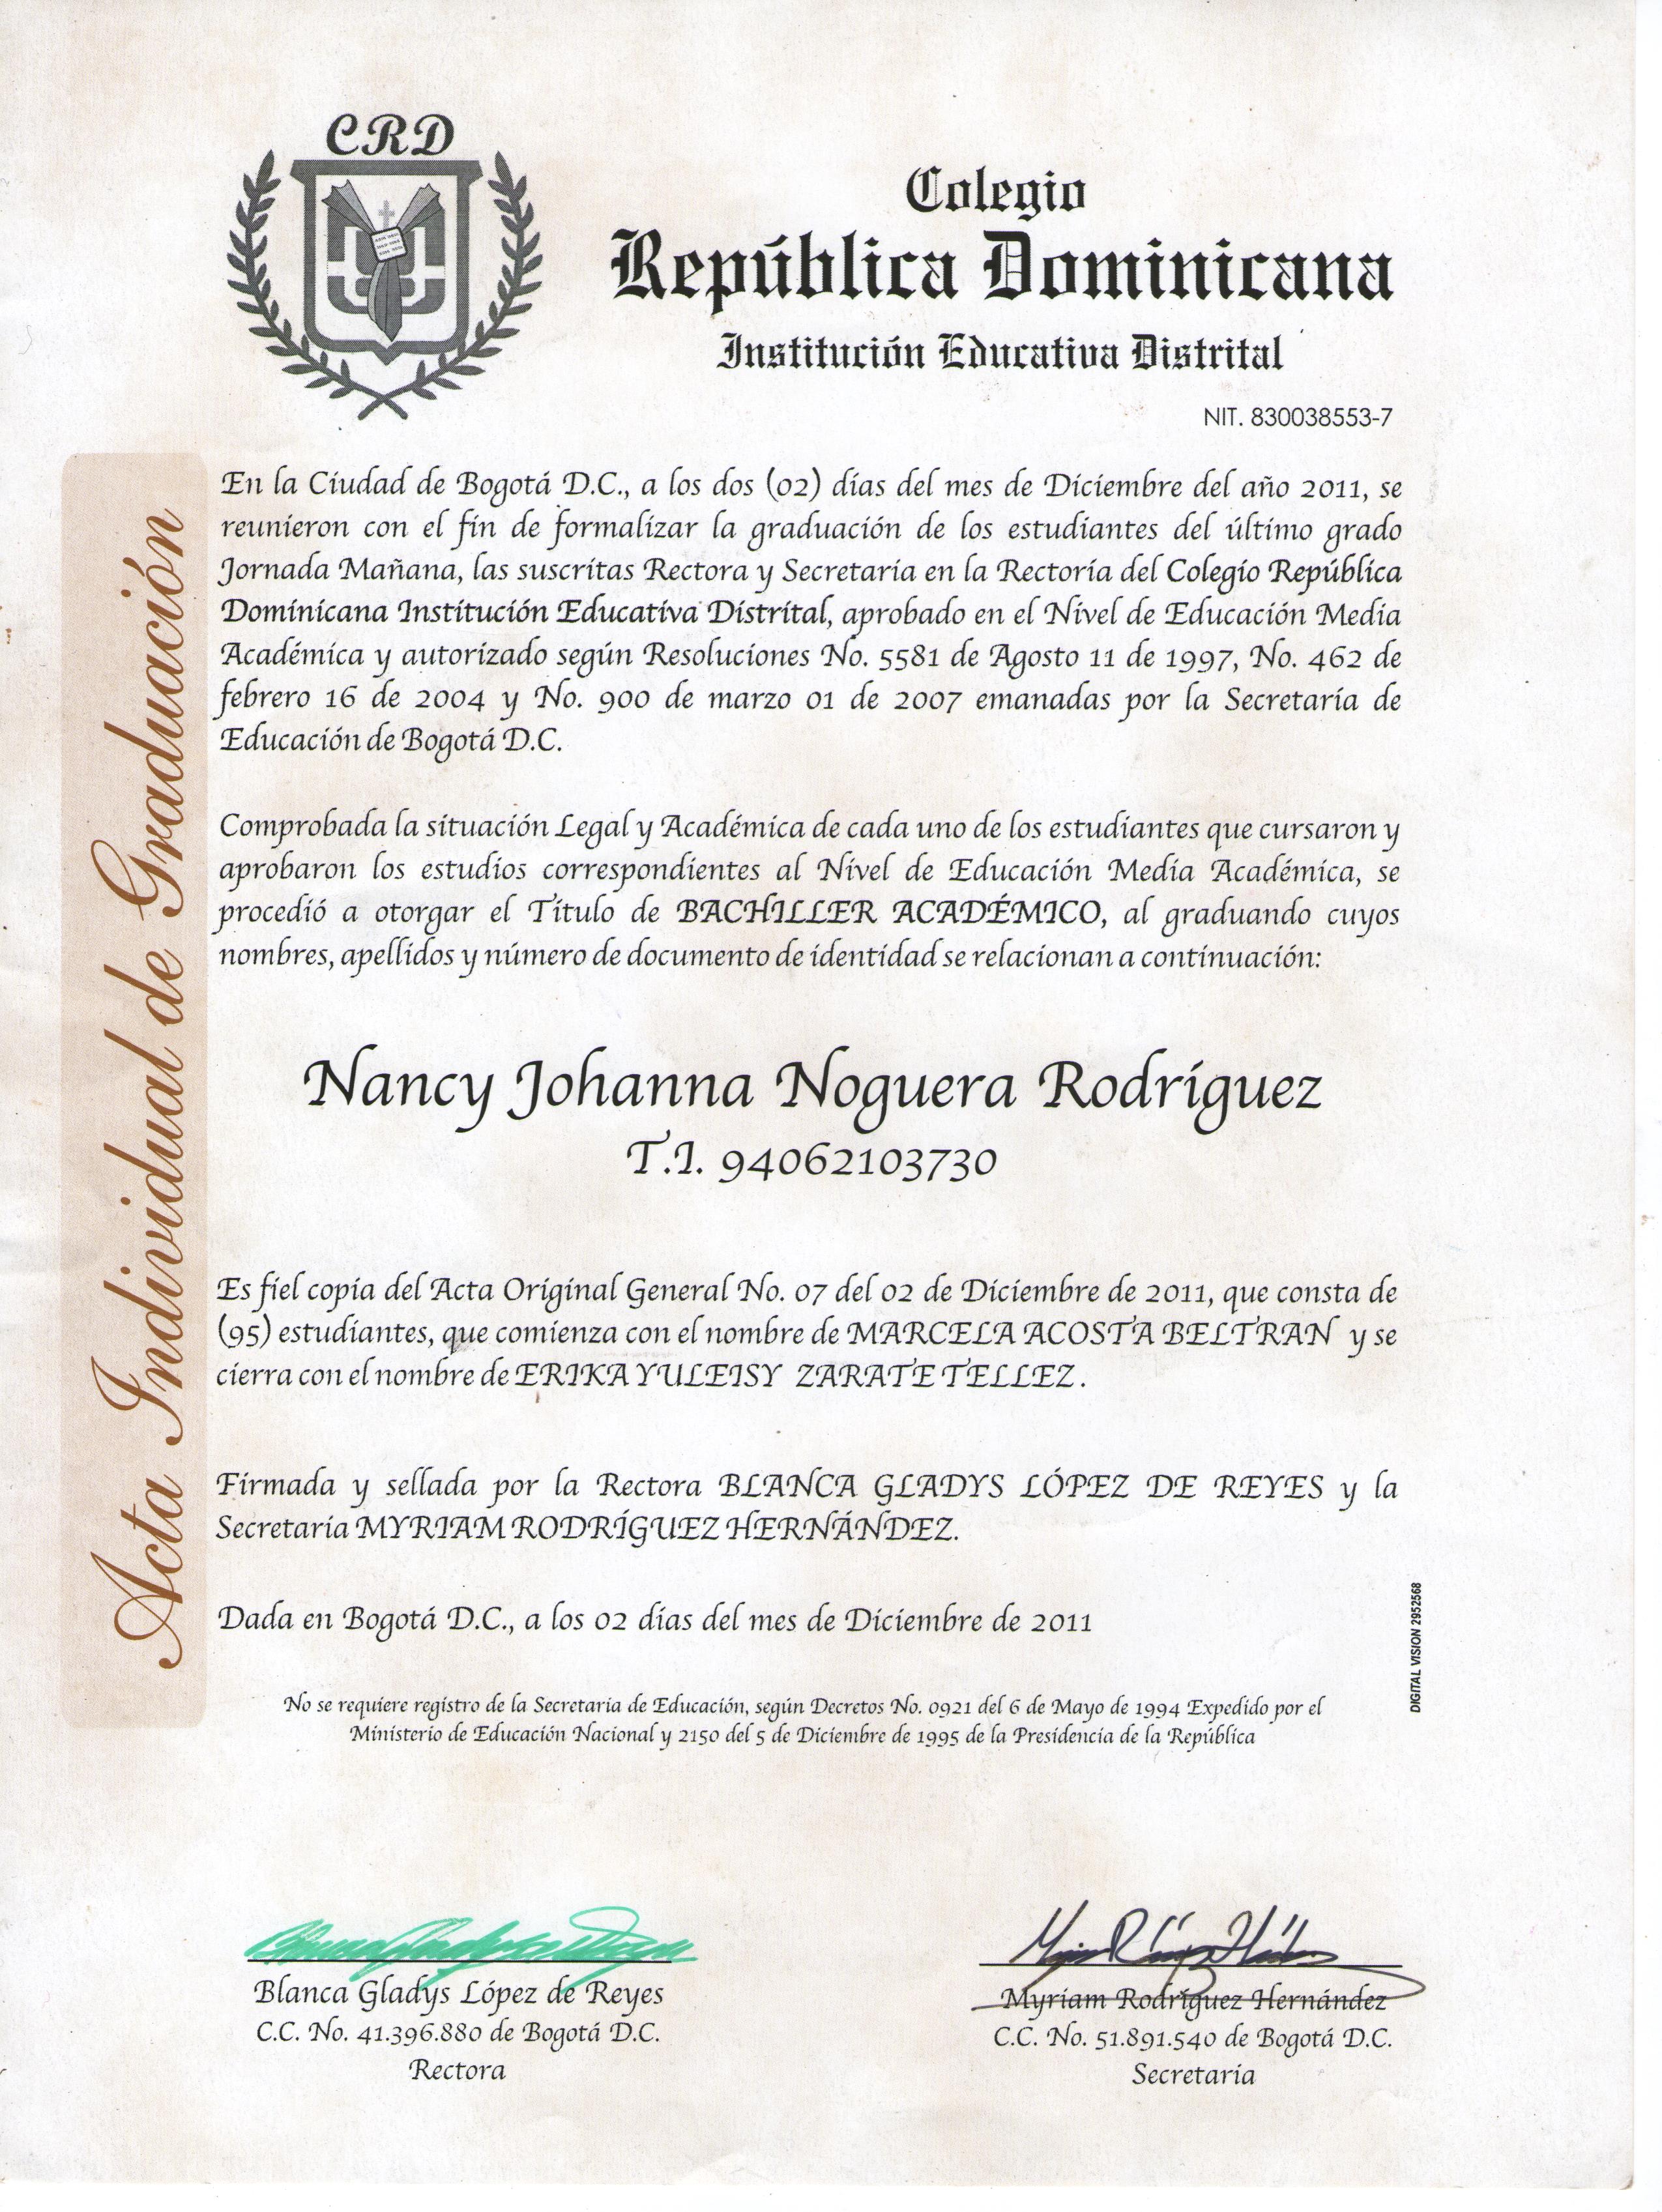 CRD
Colegio
República Dominicana
Institución Educativa Distrital
NIT. 830038553-7
Acta Individual de Graduación
En la Ciudad de Bogotá D.C., a los dos (02) días del mes de Diciembre del año 2011, se
reunieron con el fin de formalizar la graduación de los estudiantes del último grado
Jornada Mañana, las suscritas Rectora y Secretaría en la Rectoría del Colegio República
Dominicana Institución Educativa Distrital, aprobado en el Nivel de Educación Media
Académica y autorizado según Resoluciones No. 5581 de Agosto 11 de 1997, No. 462 de
febrero 16 de 2004 y No. 900 de marzo 01 de 2007 emanadas por la Secretaría de
Educación de Bogotá D.C.
Comprobada la situación Legal y Académica de cada uno de los estudiantes que cursaron y
aprobaron los estudios correspondientes al Nivel de Educación Media Académica, se
procedió a otorgar el Título de BACHILLER ACADÉMICO, al graduando cuyos
nombres, apellidos y número de documento de identidad se relacionan a continuación:
Nancy Johanna Noguera Rodríguez
T.I. 94062103730
Es fiel copia del Acta Original General No. 07 del 02 de Diciembre de 2011, que consta de
(95) estudiantes, que comienza con el nombre de MARCELA ACOSTA BELTRAN y se
cierra con el nombre de ERIKA YULEISY ZARATE TELLEZ.
Firmada y sellada por la Rectora BLANCA GLADYS LÓPEZ DE REYES y la
Secretaria MYRIAM RODRÍGUEZ HERNÁNDEZ.
Dada en Bogotá D.C., a los 02 días del mes de Diciembre de 2011
DIGITAL VISION 2952568
No se requiere registro de la Secretaria de Educación, según Decretos No. 0921 del 6 de Mayo de 1994 Expedido por el
Ministerio de Educación Nacional y 2150 del 5 de Diciembre de 1995 de la Presidencia de la República
Blanca Gladys López de Reyes
C.C. No. 41.396.880 de Bogotá D.C.
Rectora
Myriam Rodríguez Hernández
C.C. No. 51.891.540 de Bogotá D.C.
Secretaria